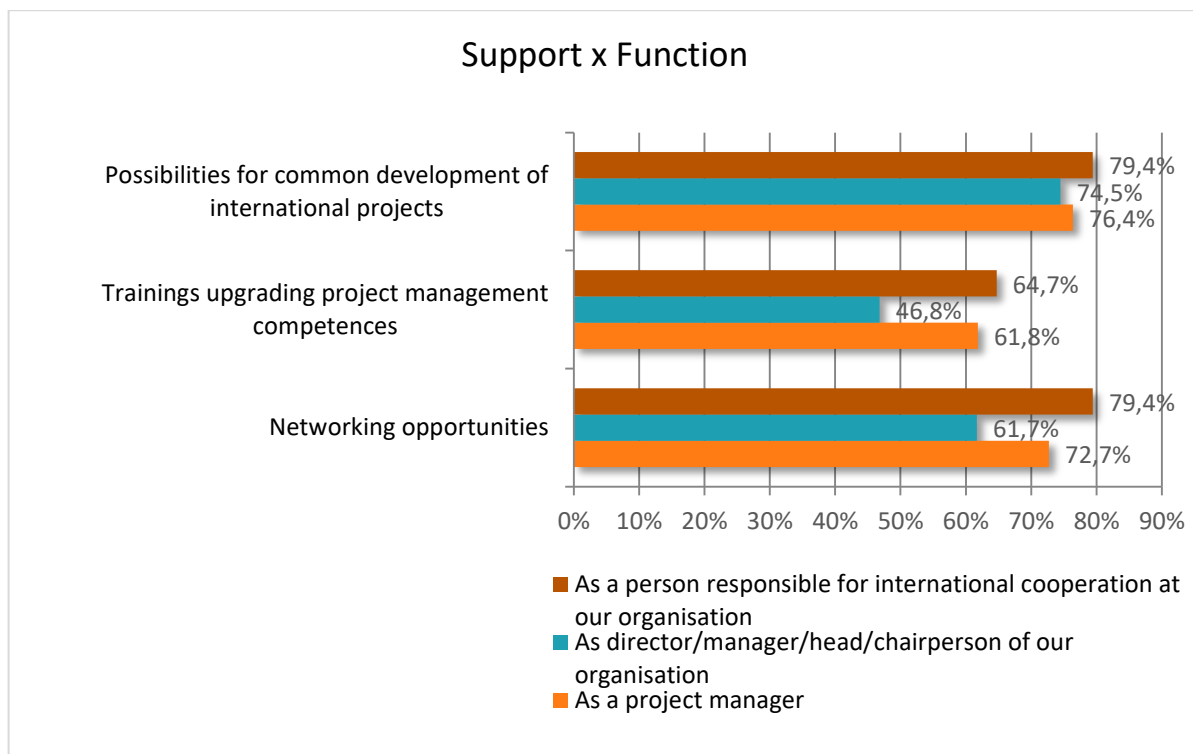 Support x Function
Possibilities for common development of
international projects
79,4%
74,5%
76,4%
Trainings upgrading project management
competences
64,7%
46,8%
61,8%
Networking opportunities
79,4%
61,7%
72,7%
0% 10% 20% 30% 40% 50% 60% 70% 80% 90%
As a person responsible for international cooperation at
our organisation
As director/manager/head/chairperson of our
organisation
As a project manager